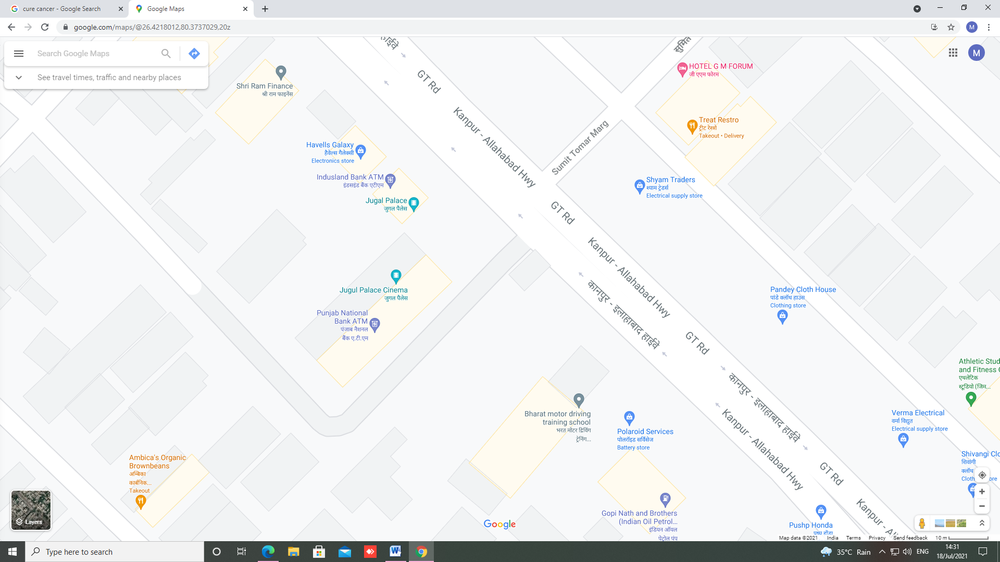 cure cancer - Google Search
Google Maps
google.com/maps/@26.4218012,80.3737029,20z
M
Search Google Maps
See travel times, traffic and nearby places
M
हाईवे
सुमित
GT Rd
HOTEL G M FORUM
जी एएम फोरम
Shri Ram Finance
श्री राम फाइनेंस
Kanpur - Allahabad Hwy
Treat Restro
ट्रीट रेस्त्रो
Takeout • Delivery
Sumit Tomar Marg
Havells Galaxy
हैवेल्स गैलेक्सी
Electronics store
Indusland Bank ATM
इंडसइंड बैंक एटीएम
Shyam Traders
श्याम ट्रेडर्स
Electrical supply store
Jugal Palace
जुगल पैलेस
GT Rd
Kanpur - Allahabad Hwy
Jugul Palace Cinema
जुगल पैलेस
कानपुर - इलाहाबाद हाईवे
Pandey Cloth House
पांडे क्लॉथ हाउस
Clothing store
Punjab National
Bank ATM
पंजाब नैशनल
बैंक ए.टी.एम
GT Rd
Athletic Stud
and Fitness C
एथलेटिक
स्टूडियो (जिम...
कानपुर - इलाहाबाद हाईवे
Bharat motor driving
training school
भरत मोटर द्रिविंग
ट्रेनिंग...
Kanpur - Allahabad Hwy
Verma Electrical
वर्मा विद्युत
Electrical supply store
Polaroid Services
पोलरॉइड सर्विसेज
Battery store
Ambica's Organic
Brownbeans
अम्बिका
कार्बनिक...
Takeout
Shivangi Clo
शिवांगी
क्लॉथ
GT Rd
Kanpur - Al
Gopi Nath and Brothers
(Indian Oil Petrol...
इंडियन ऑयल
पेट्रोल पंप
Pushp Honda
पुष्प होंडा
Layers
Google
Map data ©2021 India Terms Privacy Send feedback 10 m
Type here to search
35°C Rain
ENG
14:31
18/Jul/2021